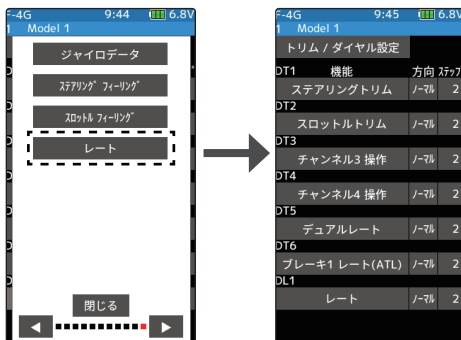 F-4G 9:44 6.8V
1 Model 1
ジャイロデータ
ステアリング フィーリング
スロットル フィーリング
レート
閉じる
F-4G 9:45 6.8V
1 Model 1
トリム / ダイヤル設定
DT1 機能 方向 ステップ
ステアリングトリム ノーマル 2
DT2
スロットルトリム ノーマル 2
DT3
チャンネル3 操作 ノーマル 2
DT4
チャンネル4 操作 ノーマル 2
DT5
デュアルレート ノーマル 2
DT6
ブレーキ1 レート(ATL) ノーマル 2
DL1
レート ノーマル 2